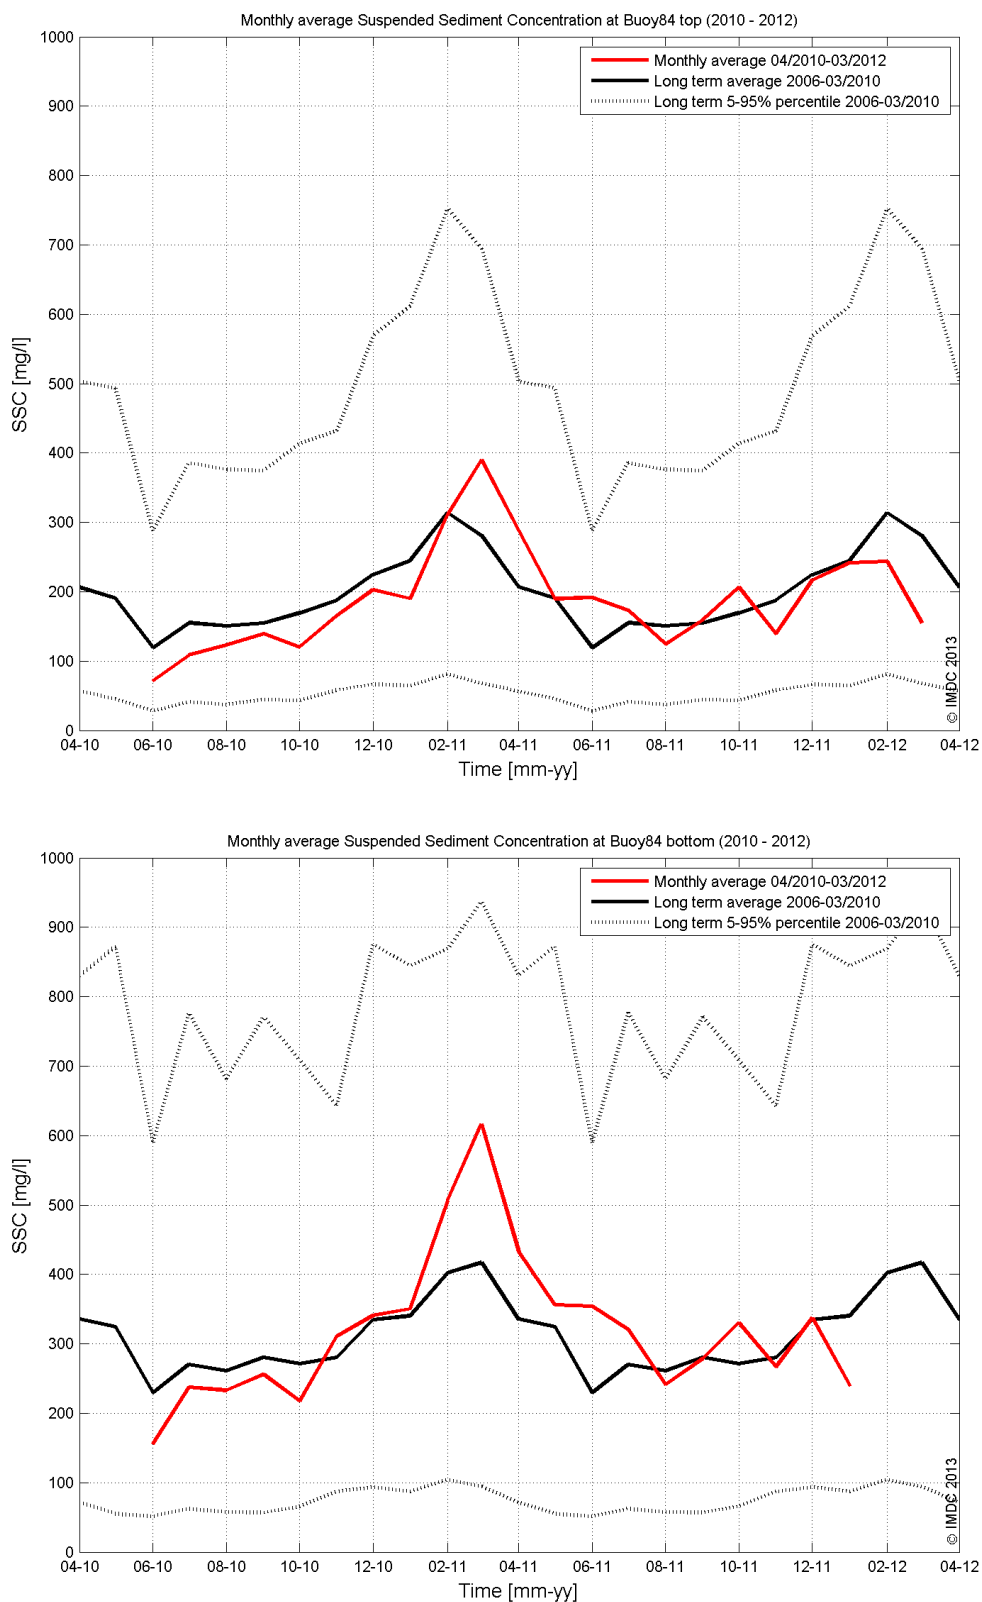 Monthly average Suspended Sediment Concentration at Buoy84 top (2010 - 2012)
1000
900
800
700
600
500
400
300
200
100
0
SSC [mg/l]
Monthly average 04/2010-03/2012
Long term average 2006-03/2010
Long term 5-95% percentile 2006-03/2010
© IMDC 2013
04-10 06-10 08-10 10-10 12-10 02-11 04-11 06-11 08-11 10-11 12-11 02-12 04-12
Time [mm-yy]
Monthly average Suspended Sediment Concentration at Buoy84 bottom (2010 - 2012)
1000
900
800
700
600
500
400
300
200
100
0
SSC [mg/l]
Monthly average 04/2010-03/2012
Long term average 2006-03/2010
Long term 5-95% percentile 2006-03/2010
© IMDC 2013
04-10 06-10 08-10 10-10 12-10 02-11 04-11 06-11 08-11 10-11 12-11 02-12 04-12
Time [mm-yy]